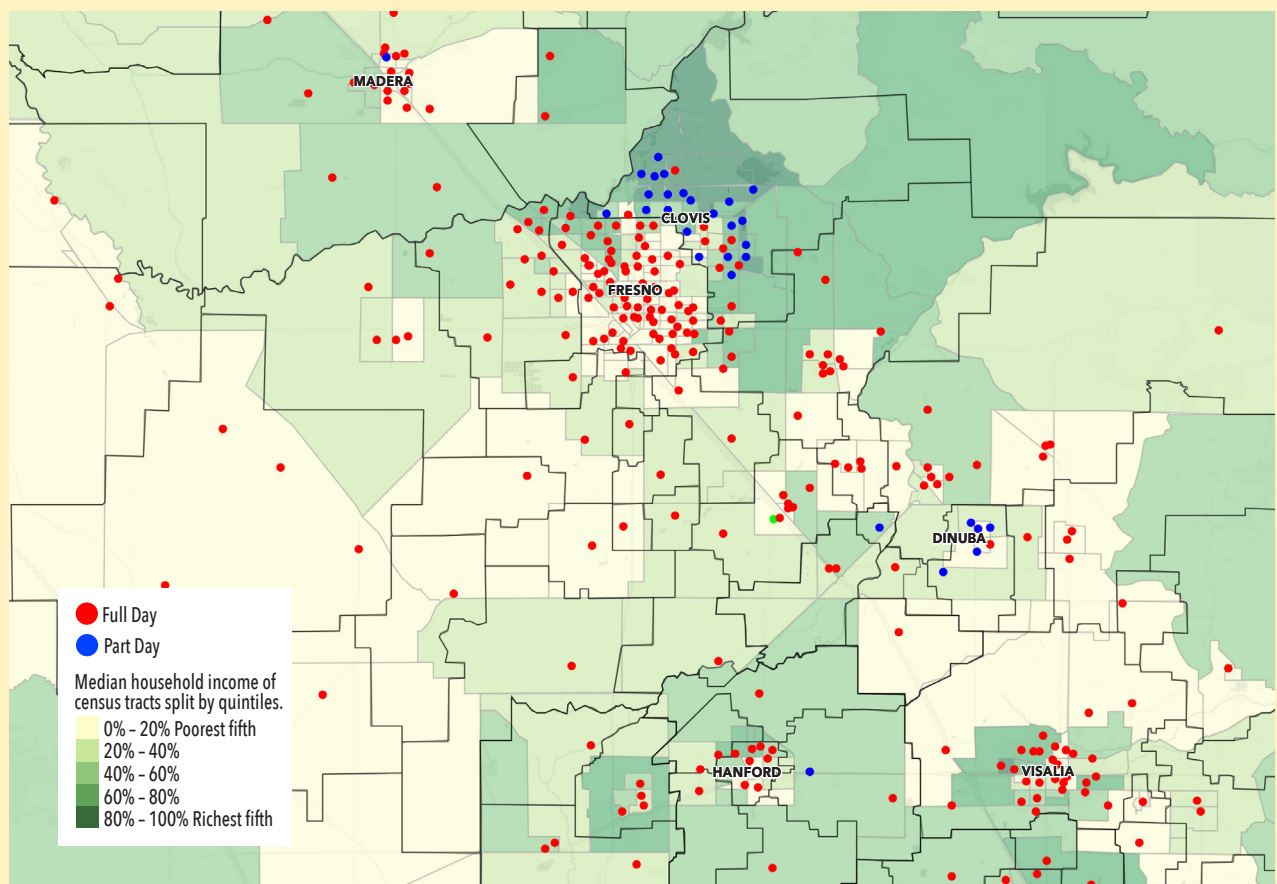 MADERA
CLOVIS
FRESNO
DINUBA
HANFORD
VISALIA
Full Day
Part Day
Median household income of
census tracts split by quintiles.
0% – 20% Poorest fifth
20% – 40%
40% – 60%
60% – 80%
80% – 100% Richest fifth